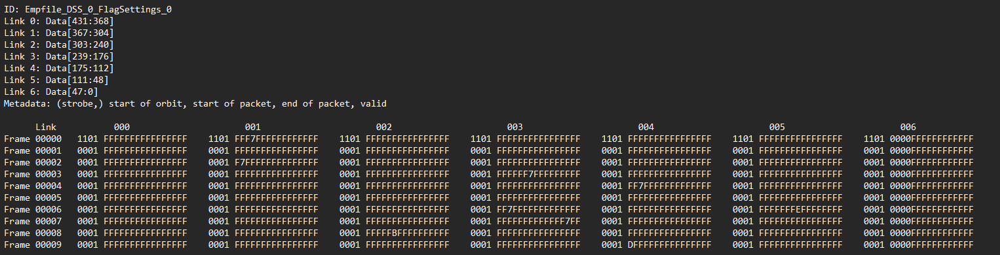 ID: Empfile_DSS_0_FlagSettings_0
Link 0: Data[431:368]
Link 1: Data[367:304]
Link 2: Data[303:240]
Link 3: Data[239:176]
Link 4: Data[175:112]
Link 5: Data[111:48]
Link 6: Data[47:0]
Metadata: (strobe,) start of orbit, start of packet, end of packet, valid
Link 000 001 002 003 004 005 006
Frame 00000 1101 FFFFFFFFFFFFFFFF 1101 FFF7FFFFFFFFFFFF 1101 FFFFFFFFFFFFFFFF 1101 FFFFFFFFFFFFFFFF 1101 FFFFFFFFFFFFFFFF 1101 FFFFFFFFFFFFFFFF 1101 0000FFFFFFFFFFFF
Frame 00001 0001 FFFFFFFFFFFFFFFF 0001 FFFFFFFFFFFFFFFF 0001 FFFFFFFFFFFFFFFF 0001 FFFFFFFFFFFFFFFF 0001 FFFFFFFFFFFFFFFF 0001 FFFFFFFFFFFFFFFF 0001 0000FFFFFFFFFFFF
Frame 00002 0001 FFFFFFFFFFFFFFFF 0001 F7FFFFFFFFFFFFFF 0001 FFFFFFFFFFFFFFFF 0001 FFFFFFFFFFFFFFFF 0001 FFFFFFFFFFFFFFFF 0001 FFFFFFFFFFFFFFFF 0001 0000FFFFFFFFFFFF
Frame 00003 0001 FFFFFFFFFFFFFFFF 0001 FFFFFFFFFFFFFFFF 0001 FFFFFFFFFFFFFFFF 0001 FFFFFF7FFFFFFFFF 0001 FFFFFFFFFFFFFFFF 0001 FFFFFFFFFFFFFFFF 0001 0000FFFFFFFFFFFF
Frame 00004 0001 FFFFFFFFFFFFFFFF 0001 FFFFFFFFFFFFFFFF 0001 FFFFFFFFFFFFFFFF 0001 FFFFFFFFFFFFFFFF 0001 FF7FFFFFFFFFFFFF 0001 FFFFFFFFFFFFFFFF 0001 0000FFFFFFFFFFFF
Frame 00005 0001 FFFFFFFFFFFFFFFF 0001 FFFFFFFFFFFFFFFF 0001 FFFFFFFFFFFFFFFF 0001 FFFFFFFFFFFFFFFF 0001 FFFFFFFFFFFFFFFF 0001 FFFFFFFFFFFFFFFF 0001 0000FFFFFFFFFFFF
Frame 00006 0001 FFFFFFFFFFFFFFFF 0001 FFFFFFFFFFFFFFFF 0001 FFFFFFFFFFFFFFFF 0001 FF7FFFFFFFFFFFFF 0001 FFFFFFFFFFFFFFFF 0001 FFFFFFFEFFFFFFFF 0001 0000FFFFFFFFFFFF
Frame 00007 0001 FFFFFFFFFFFFFFFF 0001 FFFFFFFFFFFFFFFF 0001 FFFFFFFFFFFFFFFF 0001 FFFFFFFFFFFFF7FF 0001 FFFFFFFFFFFFFFFF 0001 FFFFFFFFFFFFFFFF 0001 0000FFFFFFFFFFFF
Frame 00008 0001 FFFFFFFFFFFFFFFF 0001 FFFFFFFFFFFFFFFF 0001 FFFFFBFFFFFFFFFF 0001 FFFFFFFFFFFFFFFF 0001 FFFFFFFFFFFFFFFF 0001 FFFFFFFFFFFFFFFF 0001 0000FFFFFFFFFFFF
Frame 00009 0001 FFFFFFFFFFFFFFFF 0001 FFFFFFFFFFFFFFFF 0001 FFFFFFFFFFFFFFFF 0001 FFFFFFFFFFFFFFFF 0001 DFFFFFFFFFFFFFFF 0001 FFFFFFFFFFFFFFFF 0001 0000FFFFFFFFFFFF